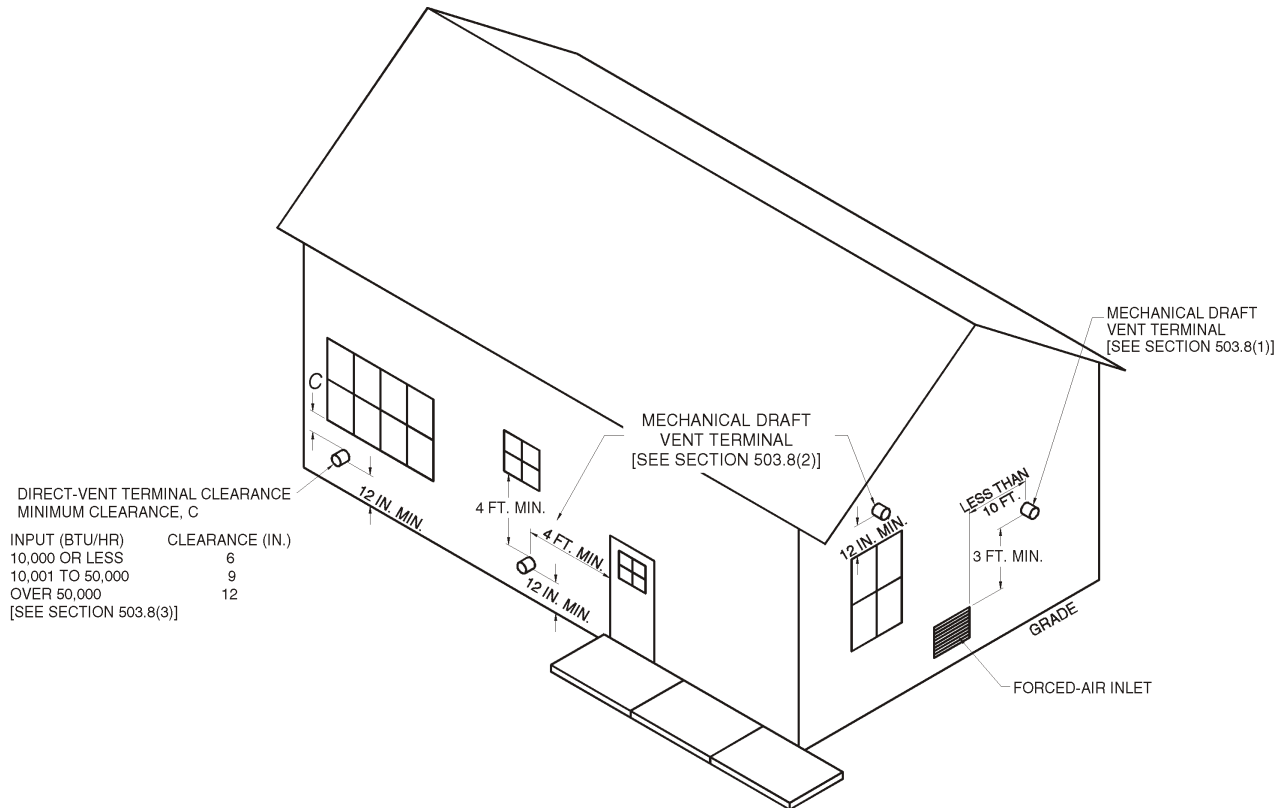 MECHANICAL DRAFT
VENT TERMINAL
[SEE SECTION 503.8(1)]
C
MECHANICAL DRAFT
VENT TERMINAL
[SEE SECTION 503.8(2)]
DIRECT-VENT TERMINAL CLEARANCE
MINIMUM CLEARANCE, C
INPUT (BTU/HR) CLEARANCE (IN.)
10,000 OR LESS 6
10,001 TO 50,000 9
OVER 50,000 12
[SEE SECTION 503.8(3)]
12 IN. MIN.
4 FT. MIN.
4 FT. MIN.
12 IN. MIN.
12 IN. MIN.
LESS THAN
10 FT.
3 FT. MIN.
GRADE
FORCED-AIR INLET